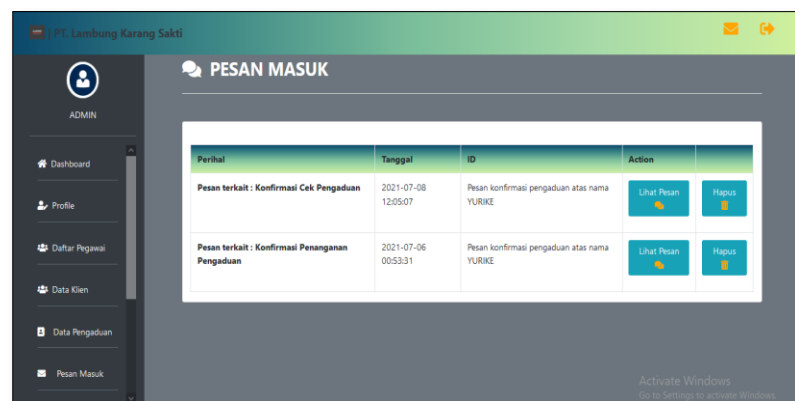 | PT. Lambung Karang Sakti
ADMIN
Dashboard
Profile
Daftar Pegawai
Data Klien
Data Pengaduan
Pesan Masuk
PESAN MASUK
Perihal Tanggal ID Action
Pesan terkait : Konfirmasi Cek Pengaduan 2021-07-08 Pesan konfirmasi pengaduan atas nama Lihat Pesan Hapus
12:05:07 YURIKE
Pesan terkait : Konfirmasi Penanganan 2021-07-06 Pesan konfirmasi pengaduan atas nama Lihat Pesan Hapus
Pengaduan 00:53:31 YURIKE
Activate Windows
Go to Settings to activate Windows.